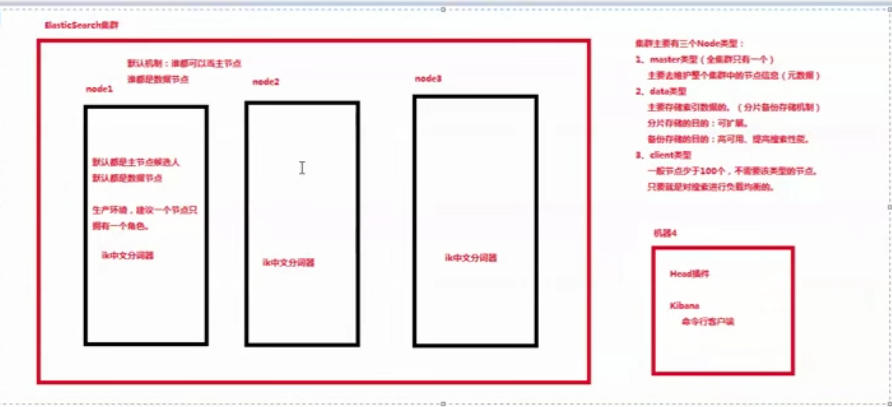 ElasticSearch集群
默认机制：谁都可以当主节点
谁都是数据节点
node1
node2
node3
默认都是主节点候选人
默认都是数据节点
生产环境，建议一个节点只
拥有一个角色。
ik中文分词器
ik中文分词器
ik中文分词器
集群主要有三个Node类型：
1、master类型（全集群只有一个）
主要去维护整个集群中的节点信息（元数据）
2、data类型
主要存储索引数据的。（分片备份存储机制）
分片存储的目的：可扩展。
备份存储的目的：高可用、提高搜索性能。
3、client类型
一般节点少于100个，不需要该类型的节点。
只要就是对搜索进行负载均衡的。
机器4
Head插件
Kibana
命令行客户端